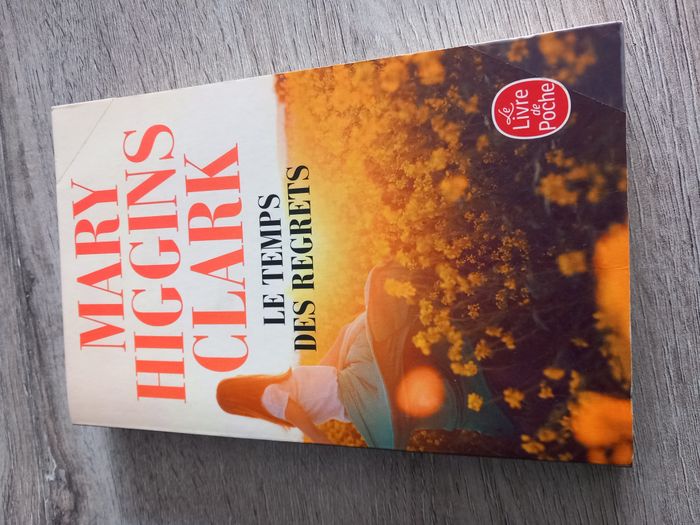 MARY
HIGGINS
CLARK
LE TEMPS
DES REGRETS
Le
Livre
de
Poche